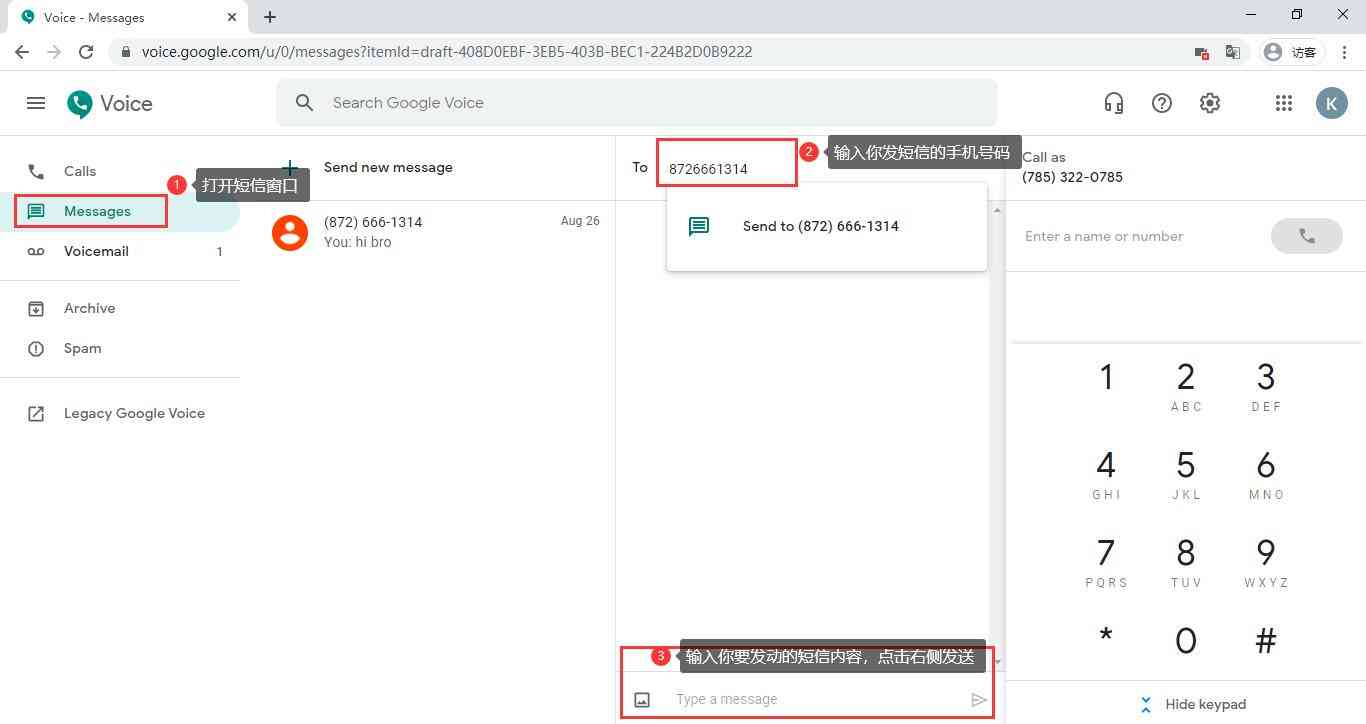 Voice - Messages
voice.google.com/u/0/messages?itemId=draft-408D0EBF-3EB5-403B-BEC1-224B2D0B9222
访客
Voice
Search Google Voice
K
Calls
1
打开短信窗口
Messages
Voicemail
1
Archive
Spam
Legacy Google Voice
Send new message
(872) 666-1314
Aug 26
You: hi bro
To
8726661314
2
输入你发短信的手机号码
Send to (872) 666-1314
3
输入你要发动的短信内容，点击右侧发送
Type a message
Call as
(785) 322-0785
Enter a name or number
1
2
3
ABC
DEF
4
5
6
GHI
JKL
MNO
7
8
9
PQRS
TUV
WXYZ
*
0
#
Hide keypad